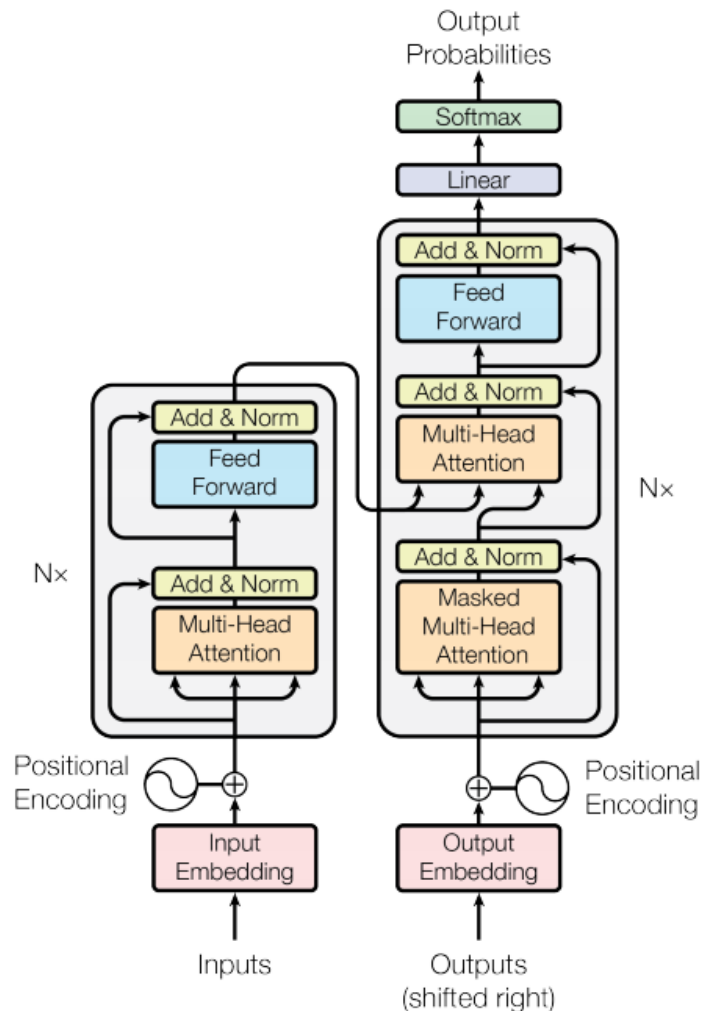 Output
Probabilities
Softmax
Linear
Add & Norm
Feed
Forward
Add & Norm
Multi-Head
Attention
Add & Norm
Masked
Multi-Head
Attention
N×
Add & Norm
Feed
Forward
Add & Norm
Multi-Head
Attention
N×
Positional
Encoding
Positional
Encoding
Input
Embedding
Output
Embedding
Inputs
Outputs
(shifted right)